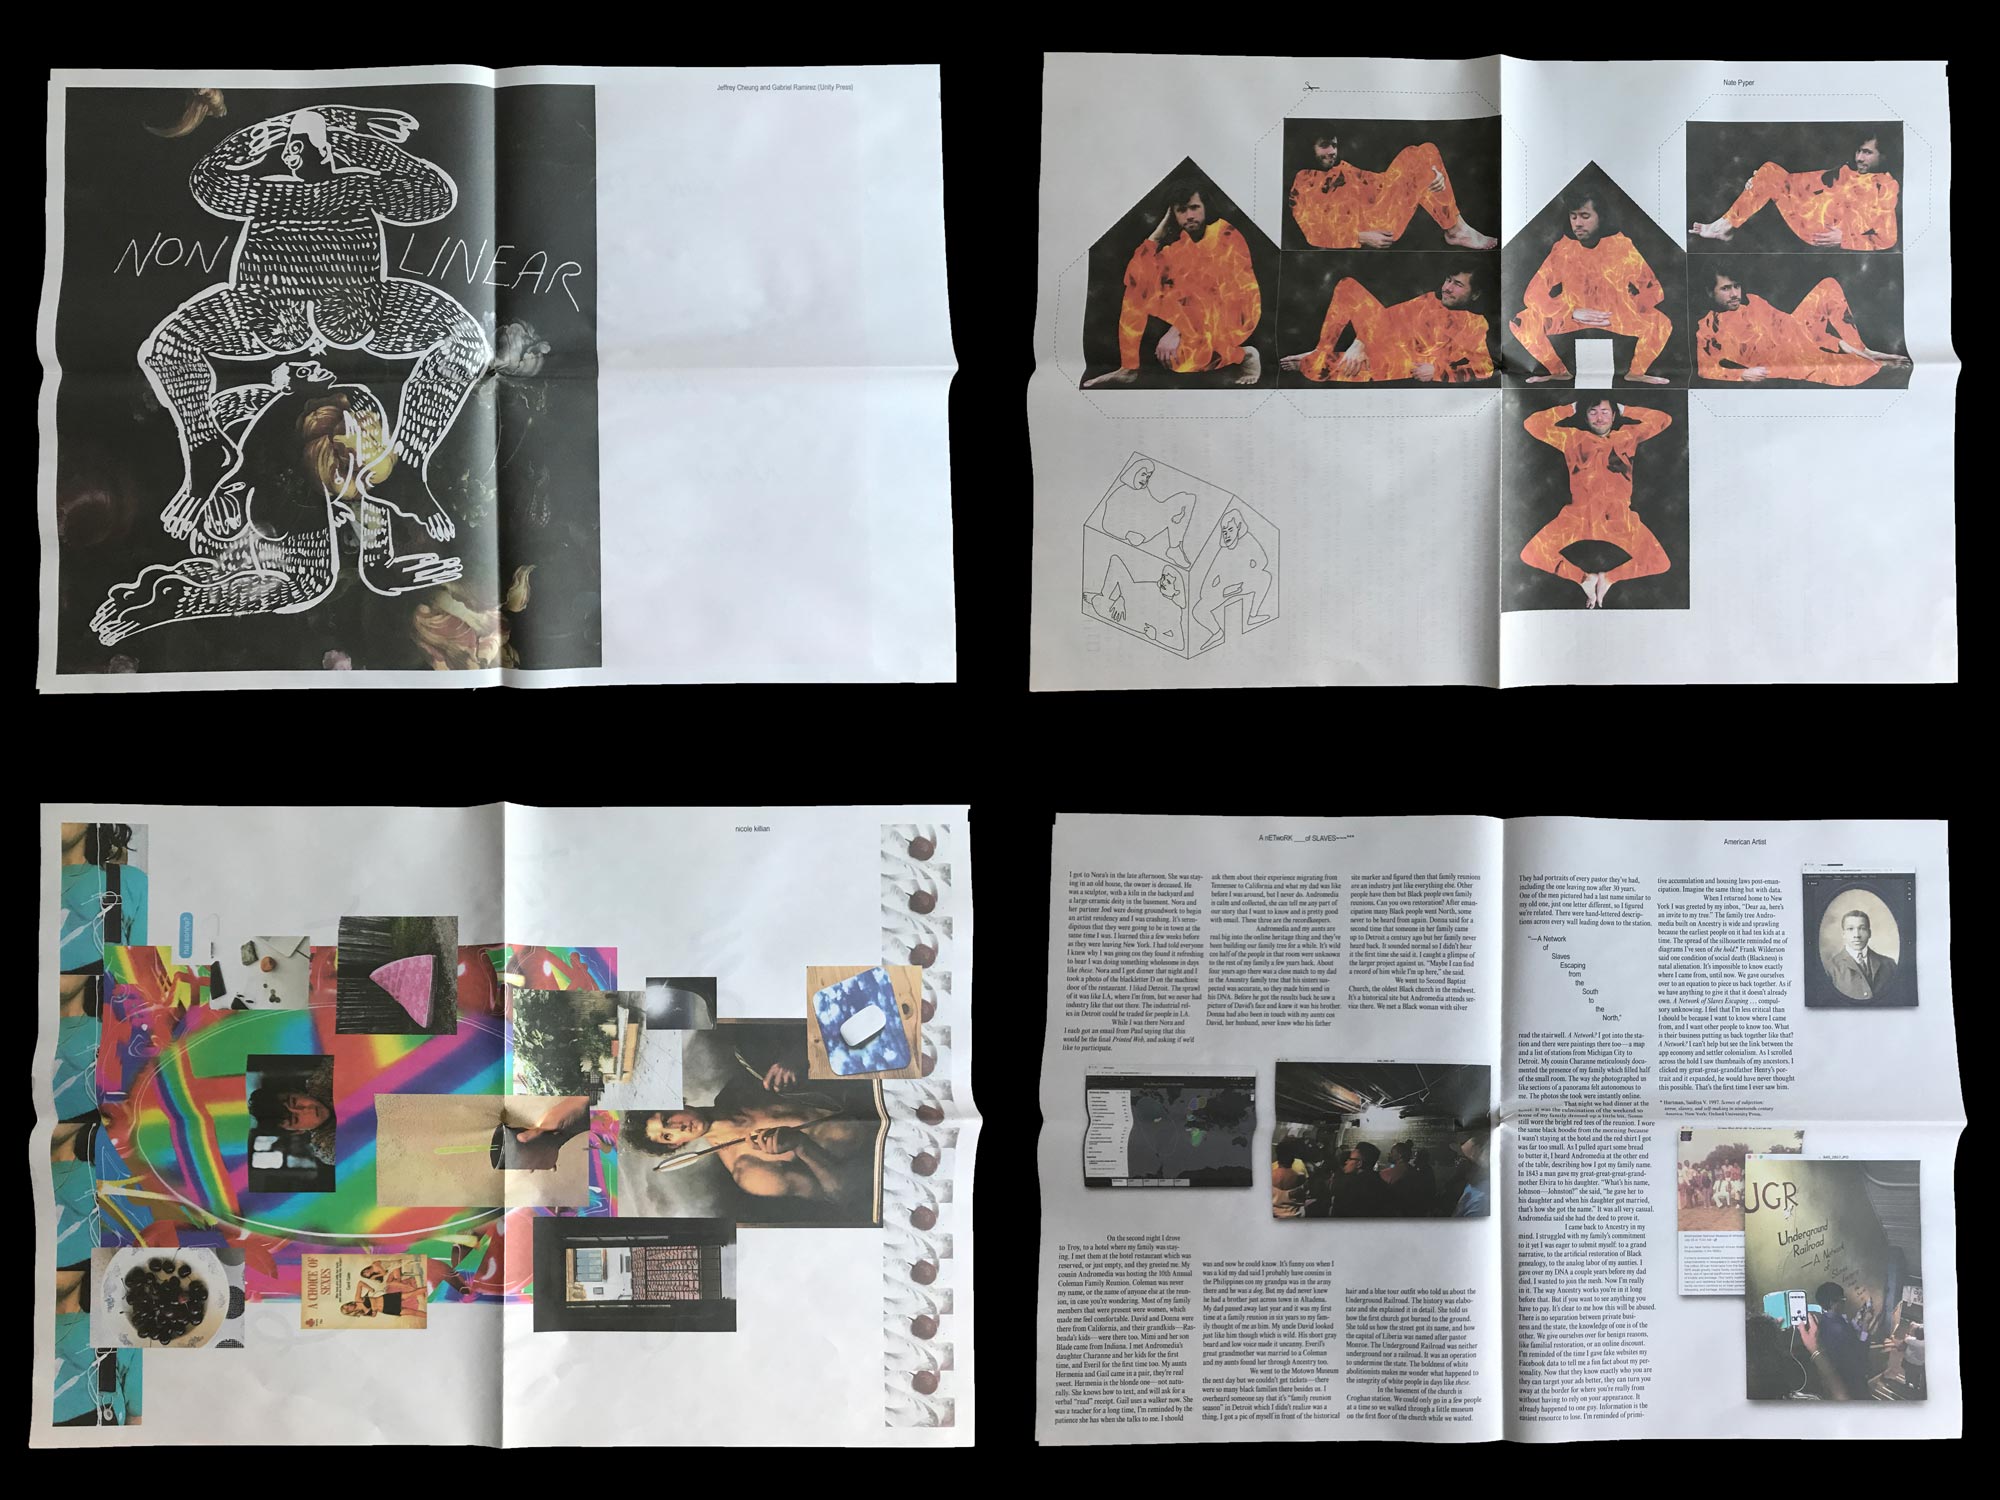 Jeffrey Cheung and Gabriel Ramirez (Unity Press)
NON LINEAR
Nate Pyper
nicole killian
A CHOICE OF
SEXES
A nETwoRK ___of SLAVES~~~***
I got to Nora's in the late afternoon. She was stay-
ing in an old house, the owner is deceased. He
was a sculptor, with a kiln in the backyard and
a large ceramic deity in the basement. Nora and
her partner Joel were doing groundwork to begin
an artist residency and I was crashing. It's seren-
dipitous that they were going to be in town at the
same time I was. I learned this a few weeks before
as they were leaving New York. I had told everyone
I knew why I was going cos they found it refreshing
to hear I was doing something wholesome in days
like these. Nora and I got dinner that night and I
took a photo of the blackletter D on the machinic
door of the restaurant. I liked Detroit. The sprawl
of it was like LA, where I'm from, but we never had
industry like that out there. The industrial rel-
ics in Detroit could be traded for people in LA.
While I was there Nora and
I each got an email from Paul saying that this
would be the final Printed Web, and asking if we'd
like to participate.
On the second night I drove
to Troy, to a hotel where my family was stay-
ing. I met them at the hotel restaurant which was
reserved, or just empty, and they greeted me. My
cousin Andromedia was hosting the 10th Annual
Coleman Family Reunion. Coleman was never
my name, or the name of anyone else at the reun-
ion, in case you're wondering. Most of my family
members that were present were women, which
made me feel comfortable. David and Donna were
there from California, and their grandkids—Ras-
benda's kids—were there too. Mimi and her son
Blade came from Indiana. I met Andromedia's
daughter Charanne and her kids for the first
time, and Everil for the first time too. My aunts
Hermenia and Gail came in a pair, they're real
sweet. Hermenia is the blonde one—not natu-
rally. She knows how to text, and will ask for a
verbal "read" receipt. Gail uses a walker now. She
was a teacher for a long time, I'm reminded by the
patience she has when she talks to me. I should
ask them about their experience migrating from
Tennessee to California and what my dad was like
before I was around, but I never do. Andromedia
is calm and collected, she can tell me any part of
our story that I want to know and is pretty good
with email. These three are the recordkeepers.
Andromedia and my aunts are
real big into the online heritage thing and they've
been building our family tree for a while. It's wild
cos half of the people in that room were unknown
to the rest of my family a few years back. About
four years ago there was a close match to my dad
in the Ancestry family tree that his sisters sus-
pected was accurate, so they made him send in
his DNA. Before he got the results back he saw a
picture of David's face and knew it was his brother.
Donna had also been in touch with my aunts cos
David, her husband, never knew who his father
was and now he could know. It's funny cos when I
was a kid my dad said I probably have cousins in
the Philippines cos my grandpa was in the army
there and he was a dog. But my dad never knew
he had a brother just across town in Altadena.
My dad passed away last year and it was my first
time at a family reunion in six years so my fam-
ily thought of me as him. My uncle David looked
just like him though which is wild. His short gray
beard and low voice made it uncanny. Everil's
great grandmother was married to a Coleman
and my aunts found her through Ancestry too.
We went to the Motown Museum
the next day but we couldn't get tickets—there
were so many black families there besides us. I
overheard someone say that it's "family reunion
season" in Detroit which I didn't realize was a
thing. I got a pic of myself in front of the historical
site marker and figured then that family reunions
are an industry just like everything else. Other
people have them but Black people own family
reunions. Can you own restoration? After eman-
cipation many Black people went North, some
never to be heard from again. Donna said for a
second time that someone in her family came
up to Detroit a century ago but her family never
heard back. It sounded normal so I didn't hear
it the first time she said it. I caught a glimpse of
the larger project against us. "Maybe I can find
a record of him while I'm up here," she said.
We went to Second Baptist
Church, the oldest Black church in the midwest.
It's a historical site but Andromedia attends ser-
vice there. We met a Black woman with silver
hair and a blue tour outfit who told us about the
Underground Railroad. The history was elabo-
rate and she explained it in detail. She told us
how the first church got burned to the ground.
She told us how the street got its name, and how
the capital of Liberia was named after pastor
Monroe. The Underground Railroad was neither
underground nor a railroad. It was an operation
to undermine the state. The boldness of white
abolitionists makes me wonder what happened to
the integrity of white people in days like these.
In the basement of the church is
Croghan station. We could only go in a few people
at a time so we walked through a little museum
on the first floor of the church while we waited.
American Artist
They had portraits of every pastor they've had,
including the one leaving now after 30 years.
One of the men pictured had a last name similar to
my old one, just one letter different, so I figured
we're related. There were hand-lettered descrip-
tions across every wall leading down to the station.
"—A Network
of
Slaves
Escaping
from
the
South
to
the
North,"
read the stairwell. A Network? I got into the sta-
tion and there were paintings there too—a map
and a list of stations from Michigan City to
Detroit. My cousin Charanne meticulously docu-
mented the presence of my family which filled half
of the small room. The way she photographed us
like sections of a panorama felt autonomous to
me. The photos she took were instantly online.
That night we had dinner at the
hotel. It was the culmination of the weekend so
some of my family dressed up a little bit. Some
still wore the bright red tees of the reunion. I wore
the same black hoodie from the morning because
I wasn't staying at the hotel and the red shirt I got
was far too small. As I pulled apart some bread
to butter it, I heard Andromedia at the other end
of the table, describing how I got my family name.
In 1843 a man gave my great-great-great-grand-
mother Elvira to his daughter. "What's his name,
Johnson—Johnston?" she said, "he gave her to
his daughter and when his daughter got married,
that's how she got the name." It was all very casual.
Andromedia said she had the deed to prove it.
I came back to Ancestry in my
mind. I struggled with my family's commitment
to it yet I was eager to submit myself: to a grand
narrative, to the artificial restoration of Black
genealogy, to the analog labor of my aunties. I
gave over my DNA a couple years before my dad
died. I wanted to join the mesh. Now I'm really
in it. The way Ancestry works you're in it long
before that. But if you want to see anything you
have to pay. It's clear to me how this will be abused.
There is no separation between private busi-
ness and the state, the knowledge of one is of the
other. We give ourselves over for benign reasons,
like familial restoration, or an online discount.
I'm reminded of the time I gave fake websites my
Facebook data to tell me a fun fact about my per-
sonality. Now that they know exactly who you are
they can target your ads better, they can turn you
away at the border for where you're really from
without having to rely on your appearance. It
already happened to one guy. Information is the
easiest resource to lose. I'm reminded of primi-
tive accumulation and housing laws post-eman-
cipation. Imagine the same thing but with data.
When I returned home to New
York I was greeted by my inbox, "Dear aa, here's
an invite to my tree." The family tree Andro-
media built on Ancestry is wide and sprawling
because the earliest people on it had ten kids at a
time. The spread of the silhouette reminded me of
diagrams I've seen of the hold.* Frank Wilderson
said one condition of social death (Blackness) is
natal alienation. It's impossible to know exactly
where I came from, until now. We gave ourselves
over to an equation to piece us back together. As if
we have anything to give it that it doesn't already
own. A Network of Slaves Escaping … compul-
sory unknowing. I feel that I'm less critical than
I should be because I want to know where I came
from, and I want other people to know too. What
is their business putting us back together like that?
A Network? I can't help but see the link between the
app economy and settler colonialism. As I scrolled
across the hold I saw thumbnails of my ancestors. I
clicked my great-great-grandfather Henry's por-
trait and it expanded, he would have never thought
this possible. That's the first time I ever saw him.
* Hartman, Saidiya V. 1997. Scenes of subjection:
terror, slavery, and self-making in nineteenth century
America. New York: Oxford University Press.
UGR
Underground
Railroad
—A Network
of
Slaves